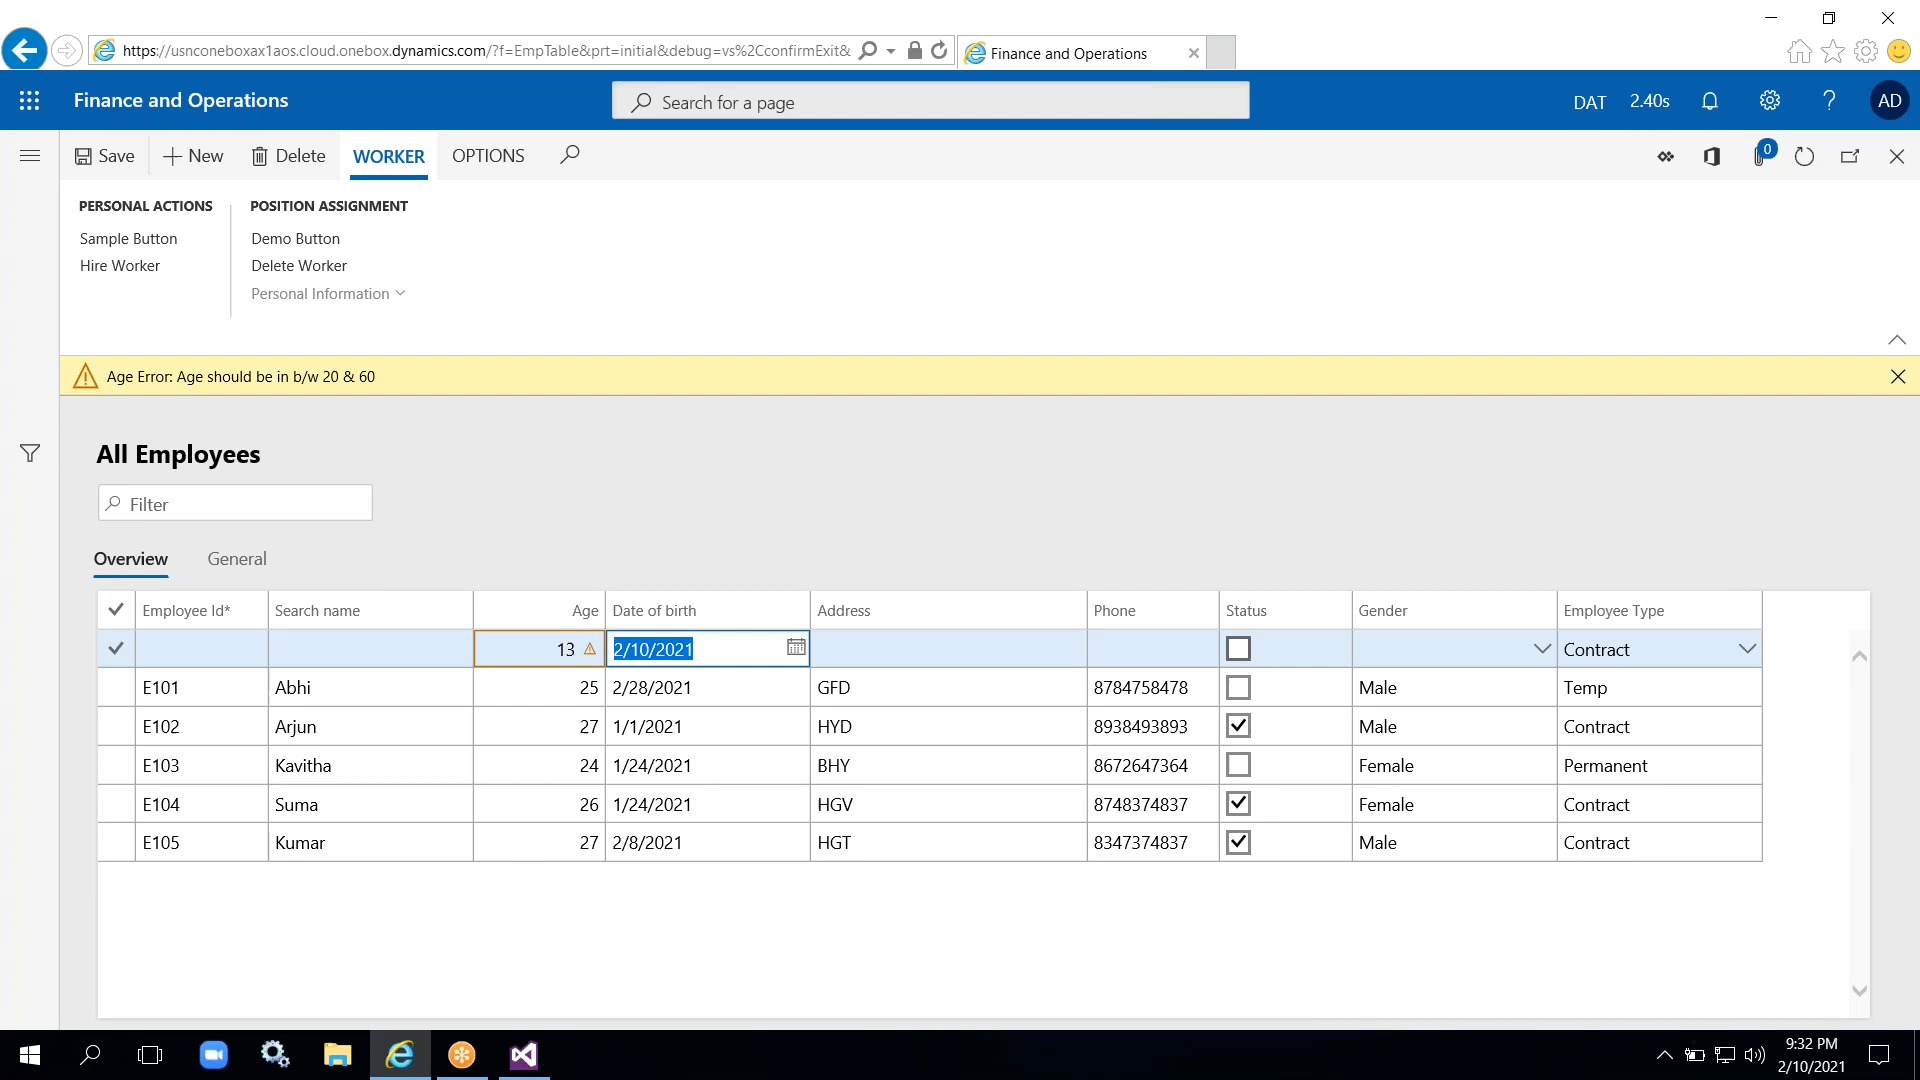 https://usnconeboxax1aos.cloud.onebox.dynamics.com/?f=EmpTable&prt=initial&debug=vs%2CconfirmExit&
Finance and Operations
Finance and Operations
Search for a page
DAT
2.40s
?
AD
Save
New
Delete
WORKER
OPTIONS
0
PERSONAL ACTIONS
Sample Button
Hire Worker
POSITION ASSIGNMENT
Demo Button
Delete Worker
Personal Information
Age Error: Age should be in b/w 20 & 60
All Employees
Filter
Overview General
Employee Id* Search name Age Date of birth Address Phone Status Gender Employee Type
13 2/10/2021 Contract
E101 Abhi 25 2/28/2021 GFD 8784758478 Male Temp
E102 Arjun 27 1/1/2021 HYD 8938493893 Male Contract
E103 Kavitha 24 1/24/2021 BHY 8672647364 Female Permanent
E104 Suma 26 1/24/2021 HGV 8748374837 Female Contract
E105 Kumar 27 2/8/2021 HGT 8347374837 Male Contract
9:32 PM
2/10/2021